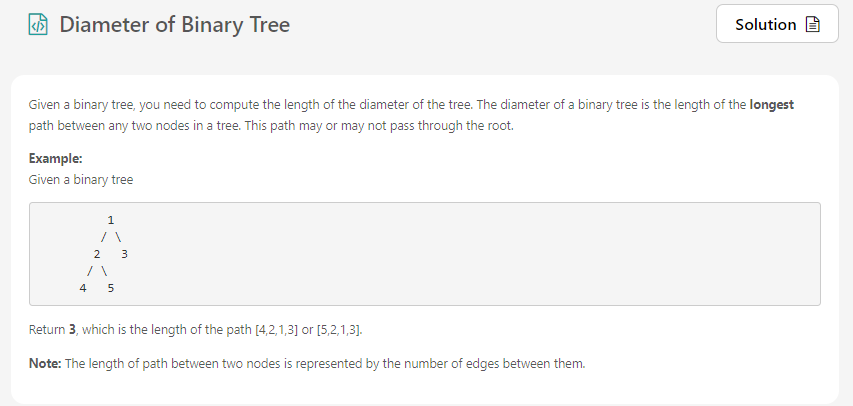 Diameter of Binary Tree
Solution
Given a binary tree, you need to compute the length of the diameter of the tree. The diameter of a binary tree is the length of the longest
path between any two nodes in a tree. This path may or may not pass through the root.
Example:
Given a binary tree
1
/ \
2 3
/ \
4 5
Return 3, which is the length of the path [4,2,1,3] or [5,2,1,3].
Note: The length of path between two nodes is represented by the number of edges between them.